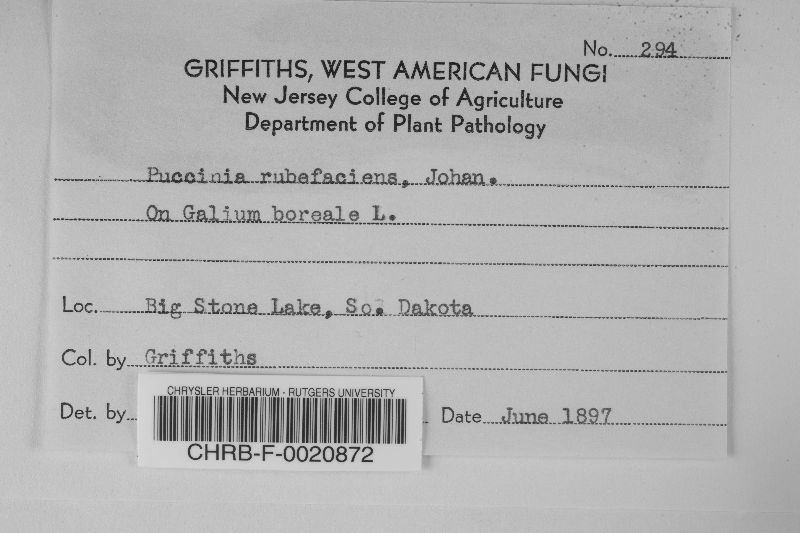 No. 294
GRIFFITHS, WEST AMERICAN FUNGI
New Jersey College of Agriculture
Department of Plant Pathology
Puccinia rubefaciens, Johan.
On Galium boreale L.
Loc. Big Stone Lake, So. Dakota
Col. by Griffiths
Det. by
Date June 1897
CHRYSLER HERBARIUM - RUTGERS UNIVERSITY
CHRB-F-0020872